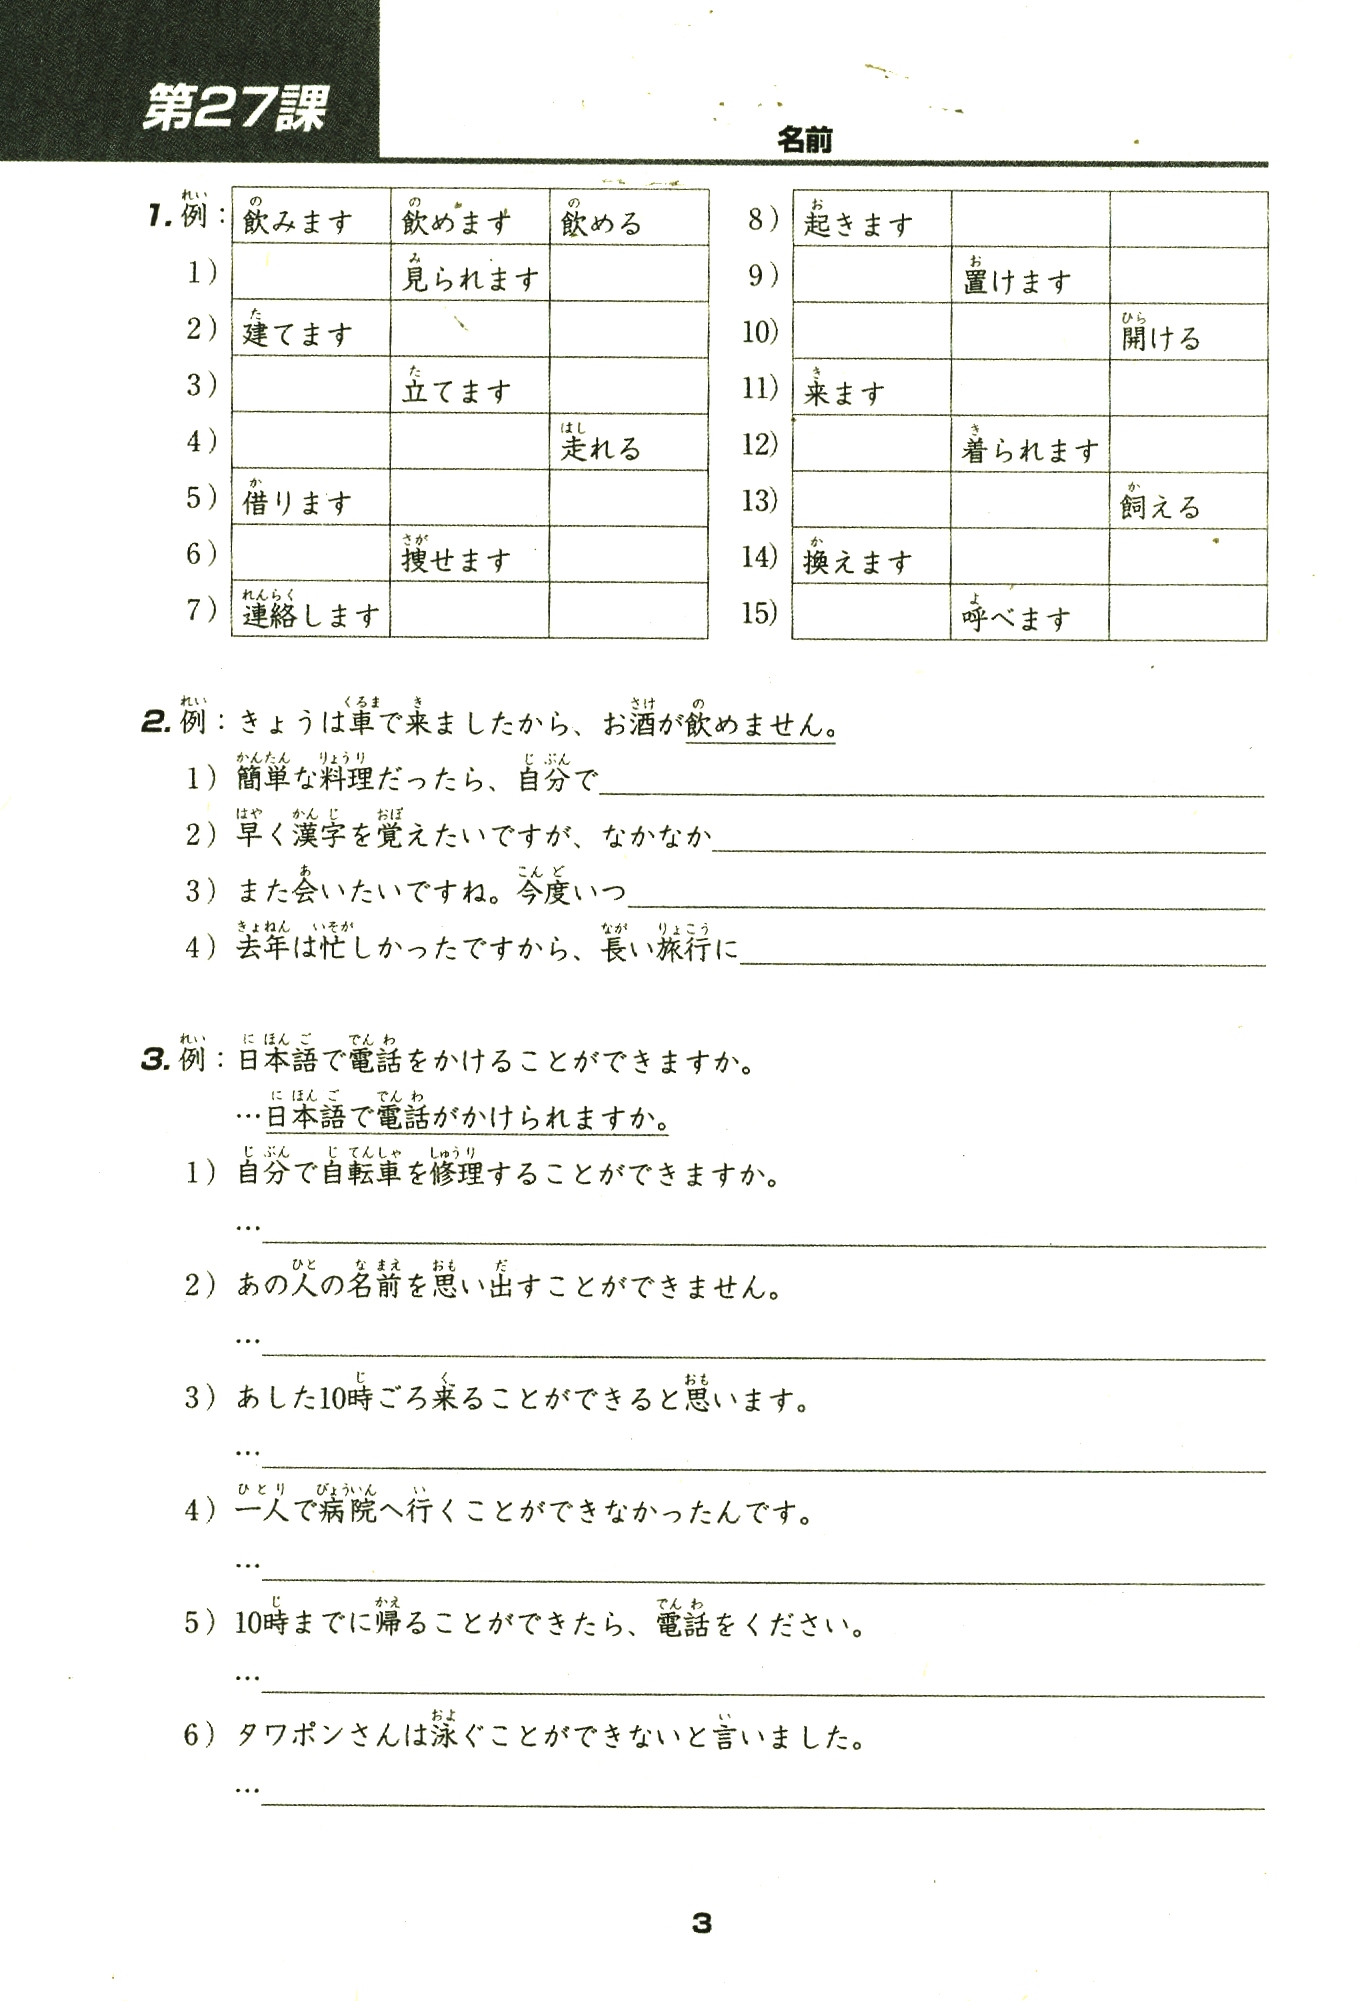 第27課
名前
1. 例： 飲みます 飲めます 飲める
1） 見られます
2） 建てます
3） 立てます
4） 走れる
5） 借ります
6） 捜せます
7） 連絡します
8） 起きます
9） 置けます
10） 開ける
11） 来ます
12） 着られます
13） 飼える
14） 換えます
15） 呼べます
2. 例：きょうは車で来ましたから、お酒が飲めません。
1）簡単な料理だったら、自分で
2）早く漢字を覚えたいですが、なかなか
3）また会いたいですね。今度いつ
4）去年は忙しかったですから、長い旅行に
3. 例：日本語で電話をかけることができますか。
…日本語で電話がかけられますか。
1）自分で自転車を修理することができますか。
…
2）あの人の名前を思い出すことができません。
…
3）あした10時ごろ来ることができると思います。
…
4）一人で病院へ行くことができなかったんです。
…
5）10時までに帰ることができたら、電話をください。
…
6）タワポンさんは泳ぐことができないと言いました。
…
3